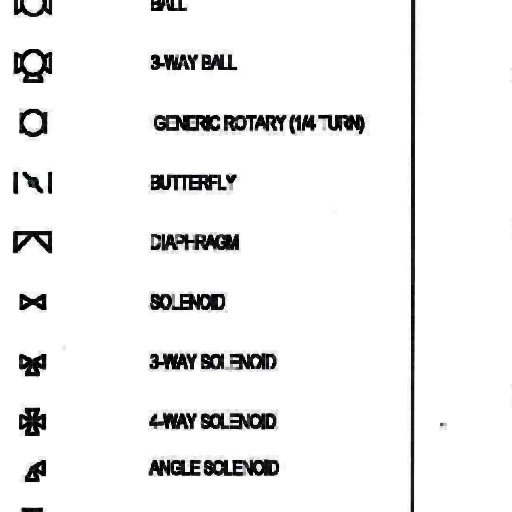 BALL
3-WAY BALL
GENERIC ROTARY (1/4 TURN)
BUTTERFLY
DIAPHRAGM
SOLENOID
3-WAY SOLENOID
4-WAY SOLENOID
ANGLE SOLENOID